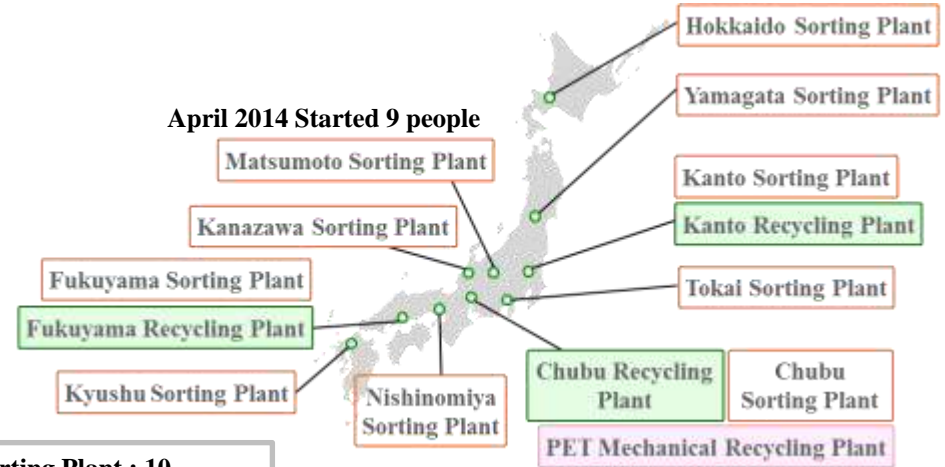 Hokkaido Sorting Plant
Yamagata Sorting Plant
April 2014 Started 9 people
Matsumoto Sorting Plant
Kanto Sorting Plant
Kanazawa Sorting Plant
Kanto Recycling Plant
Fukuyama Sorting Plant
Tokai Sorting Plant
Fukuyama Recycling Plant
Kyushu Sorting Plant
Nishinomiya
Sorting Plant
Chubu Recycling
Plant
Chubu
Sorting Plant
PET Mechanical Recycling Plant
Plant : 10